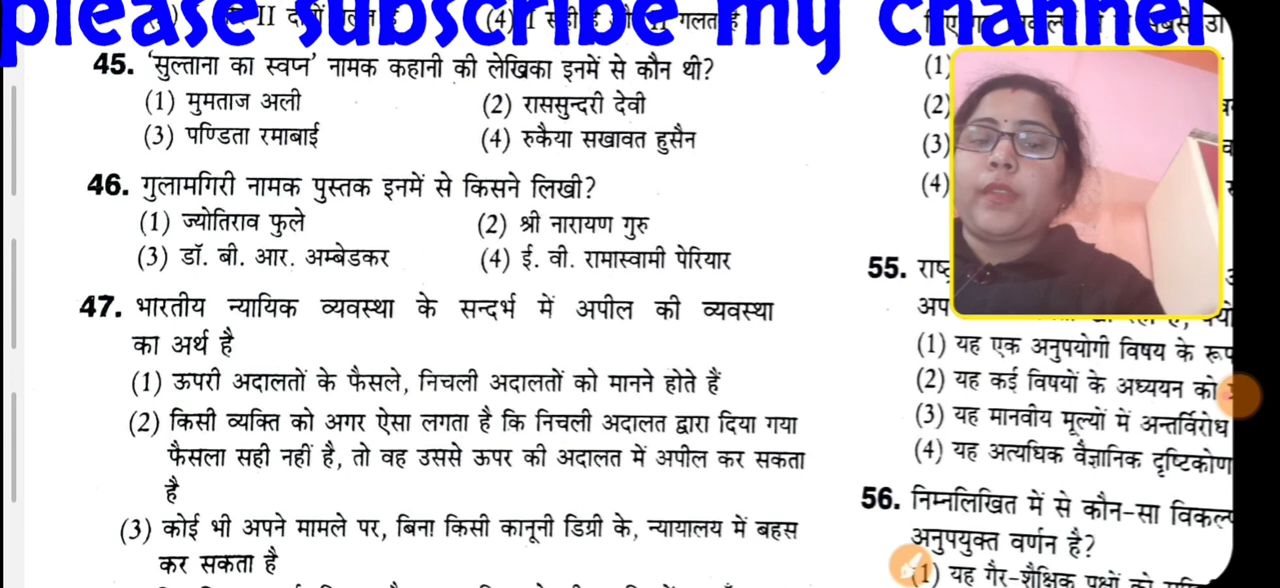 please subscribe my channel
45. 'सुल्ताना का स्वप्न' नामक कहानी की लेखिका इनमें से कौन थी?
(1) मुमताज अली (2) राससुन्दरी देवी
(3) पण्डिता रमाबाई (4) रुकैया सखावत हुसैन
46. गुलामगिरी नामक पुस्तक इनमें से किसने लिखी?
(1) ज्योतिराव फुले (2) श्री नारायण गुरु
(3) डॉ. बी. आर. अम्बेडकर (4) ई. वी. रामास्वामी पेरियार
47. भारतीय न्यायिक व्यवस्था के सन्दर्भ में अपील की व्यवस्था
का अर्थ है
(1) ऊपरी अदालतों के फैसले, निचली अदालतों को मानने होते हैं
(2) किसी व्यक्ति को अगर ऐसा लगता है कि निचली अदालत द्वारा दिया गया
फैसला सही नहीं है, तो वह उससे ऊपर की अदालत में अपील कर सकता
है
(3) कोई भी अपने मामले पर, बिना किसी कानूनी डिग्री के, न्यायालय में बहस
कर सकता है
(1)
(2)
(3)
(4)
55.
(1) यह एक अनुपयोगी विषय के
(2) यह कई विषयों के अध्ययन को
(3) यह मानवीय मूल्यों में अन्तर्विरोध
(4) यह अत्यधिक वैज्ञानिक दृष्टिकोण
56. निम्नलिखित में से कौन-सा
अनुपयुक्त वर्णन है?
(1) यह गैर-शैक्षिक